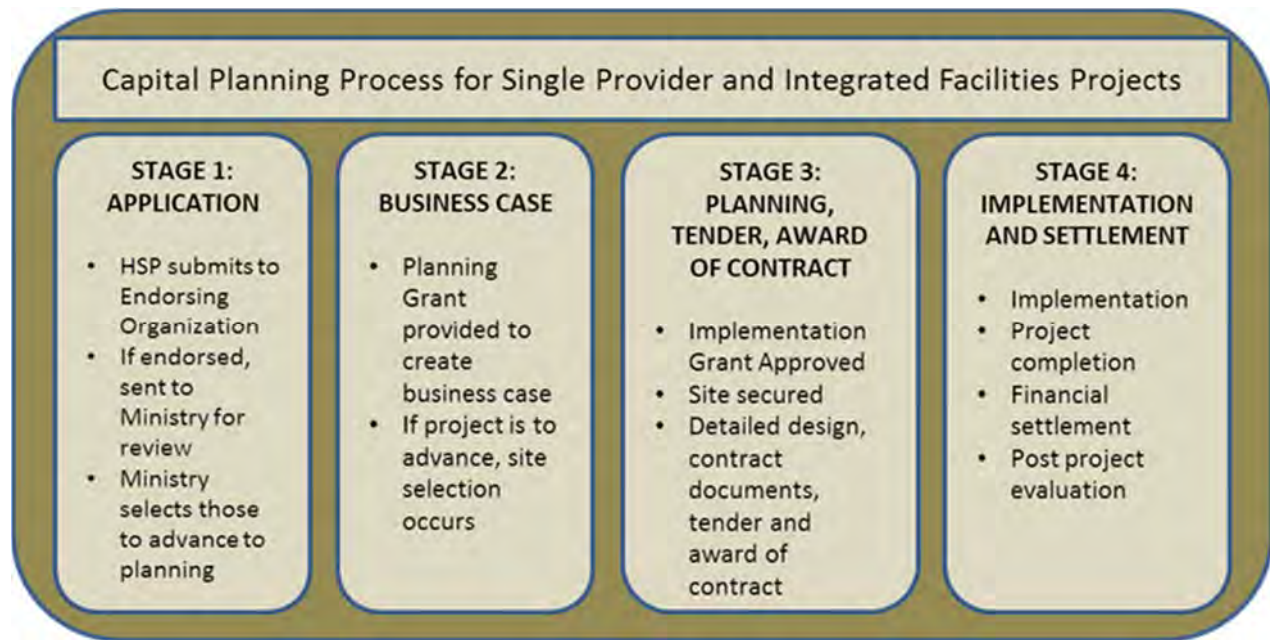 Capital Planning Process for Single Provider and Integrated Facilities Projects
STAGE 1:
APPLICATION
• HSP submits to
Endorsing
Organization
• If endorsed,
sent to
Ministry for
review
• Ministry
selects those
to advance to
planning
STAGE 2:
BUSINESS CASE
• Planning
Grant
provided to
create
business case
• If project is to
advance, site
selection
occurs
STAGE 3:
PLANNING,
TENDER, AWARD
OF CONTRACT
• Implementation
Grant Approved
• Site secured
• Detailed design,
contract
documents,
tender and
award of
contract
STAGE 4:
IMPLEMENTATION
AND SETTLEMENT
• Implementation
• Project
completion
• Financial
settlement
• Post project
evaluation